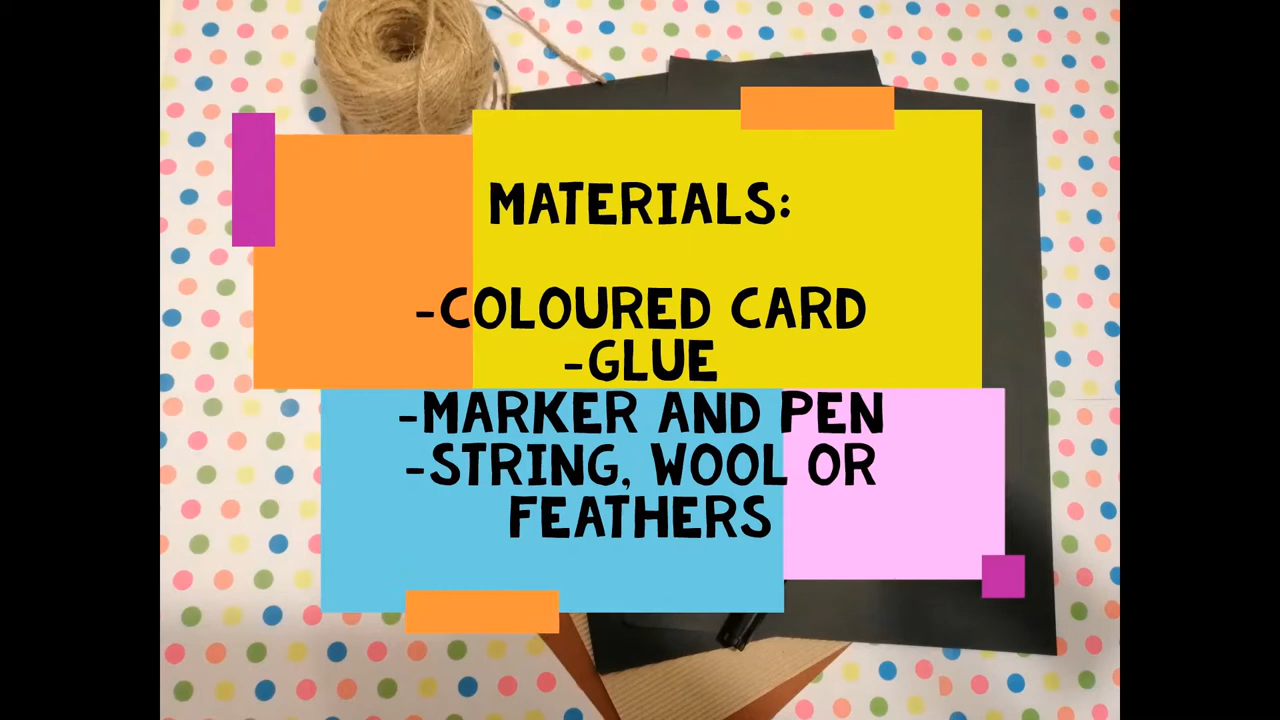 MATERIALS:
-COLOURED CARD
-GLUE
-MARKER AND PEN
-STRING, WOOL OR
FEATHERS